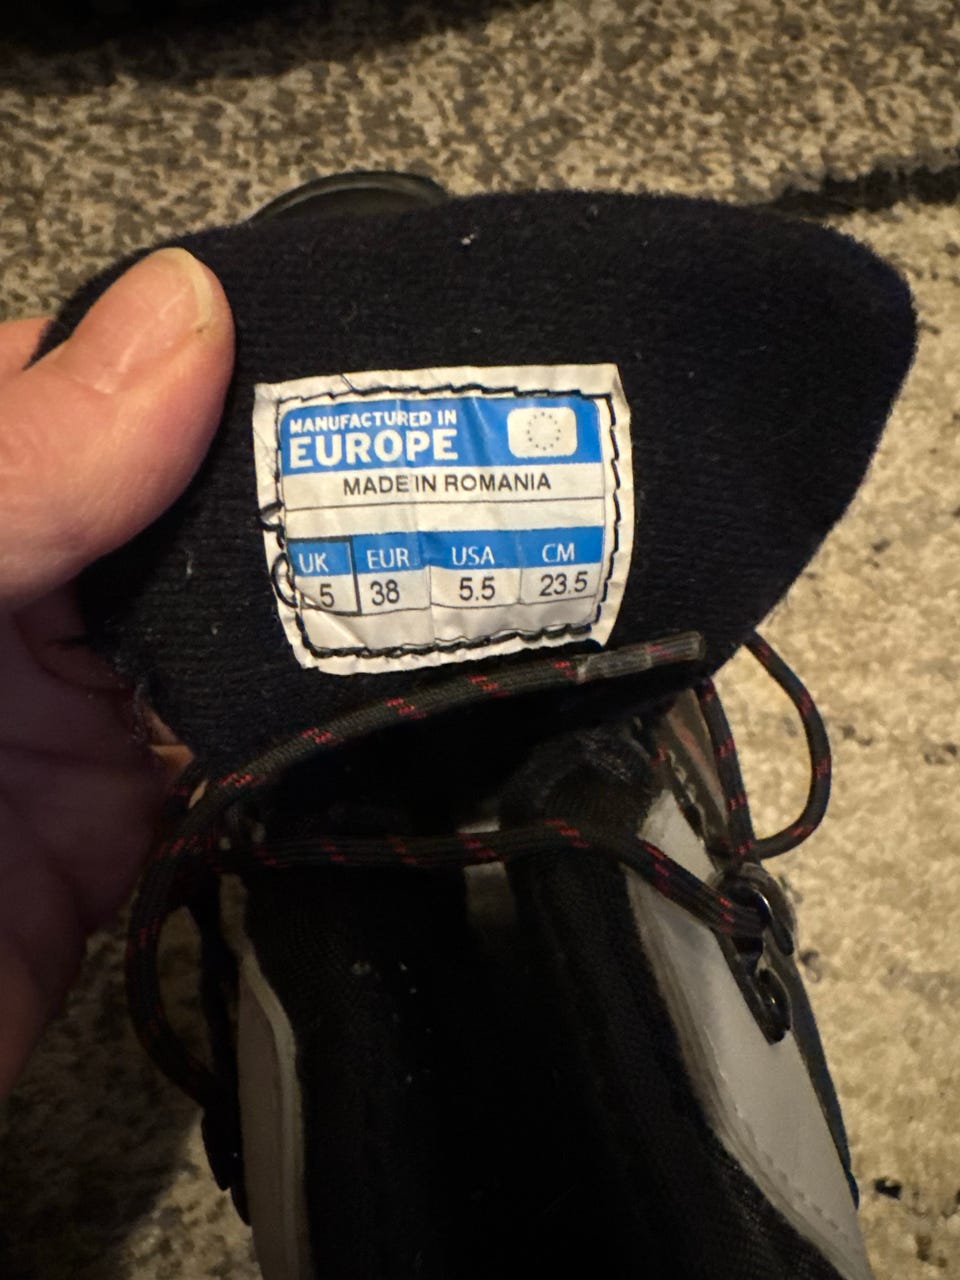 MANUFACTURED IN
EUROPE
MADE IN ROMANIA
UK EUR USA CM
5 38 5.5 23.5